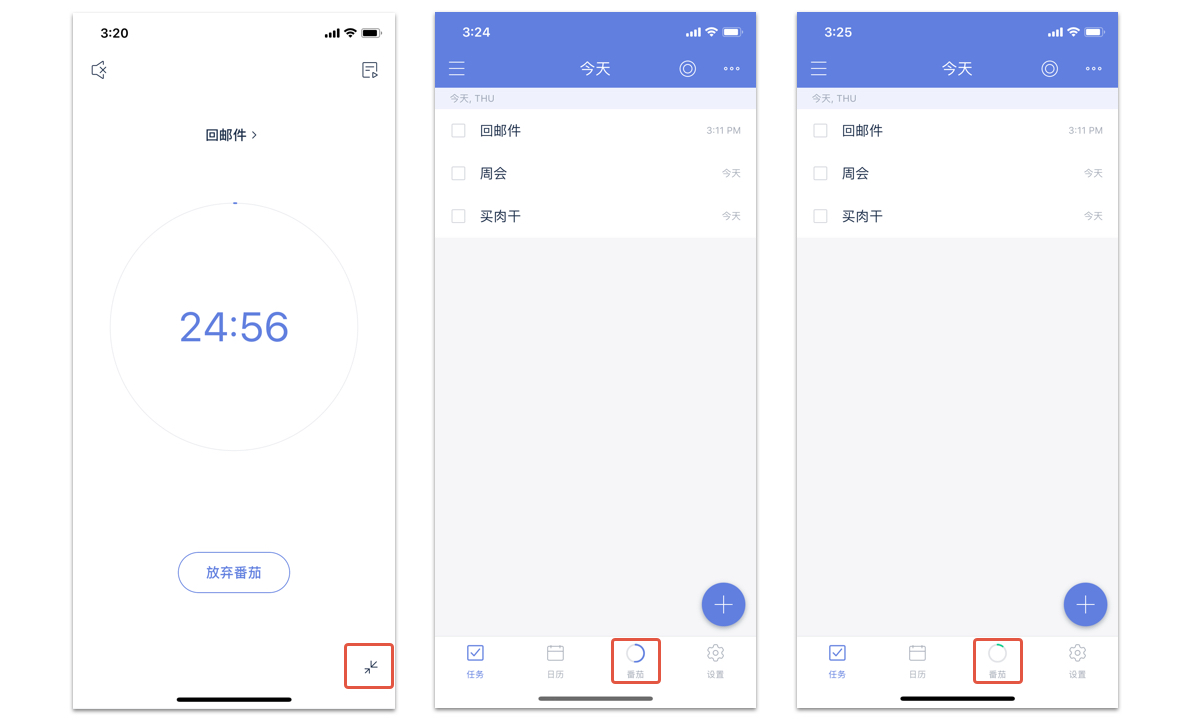 3:20
回邮件
24:56
放弃番茄
3:24
今天
今天, THU
回邮件 3:11 PM
周会 今天
买肉干 今天
任务 日历 番茄 设置
3:25
今天
今天, THU
回邮件 3:11 PM
周会 今天
买肉干 今天
任务 日历 番茄 设置